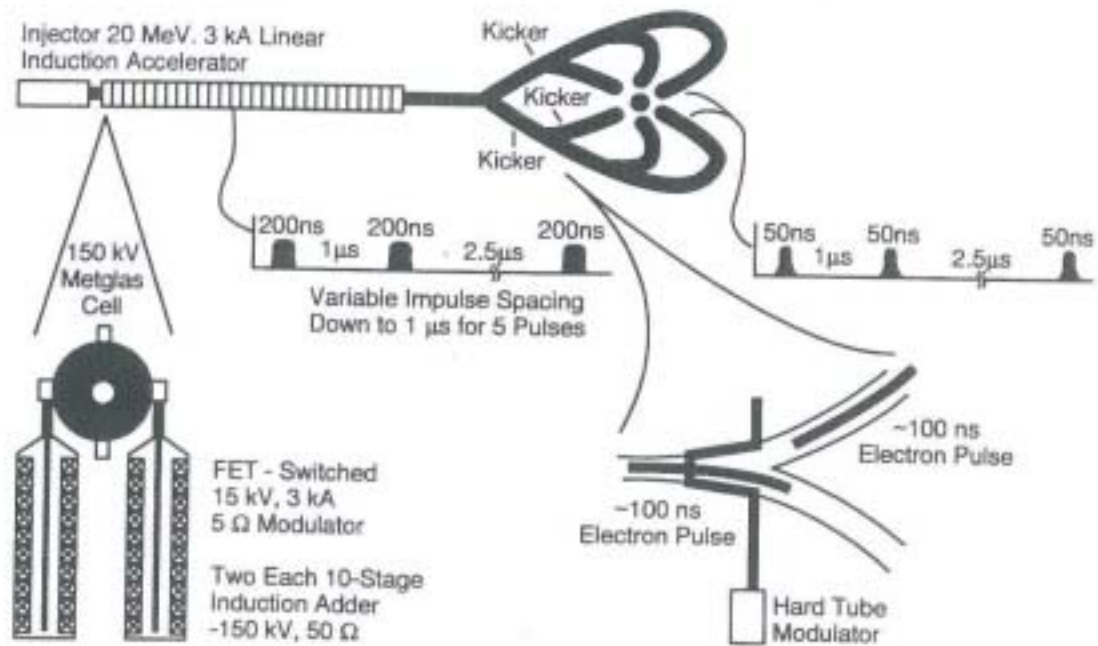 Injector 20 MeV. 3 kA Linear
Induction Accelerator
Kicker
Kicker
Kicker
200ns
200ns
200ns
1μs
2.5μs
Variable Impulse Spacing
Down to 1 μs for 5 Pulses
50ns
50ns
50ns
1μs
2.5μs
150 kV
Metglas
Cell
FET - Switched
15 kV, 3 kA
5 Ω Modulator
Two Each 10-Stage
Induction Adder
-150 kV, 50 Ω
~100 ns
Electron Pulse
~100 ns
Electron Pulse
Hard Tube
Modulator